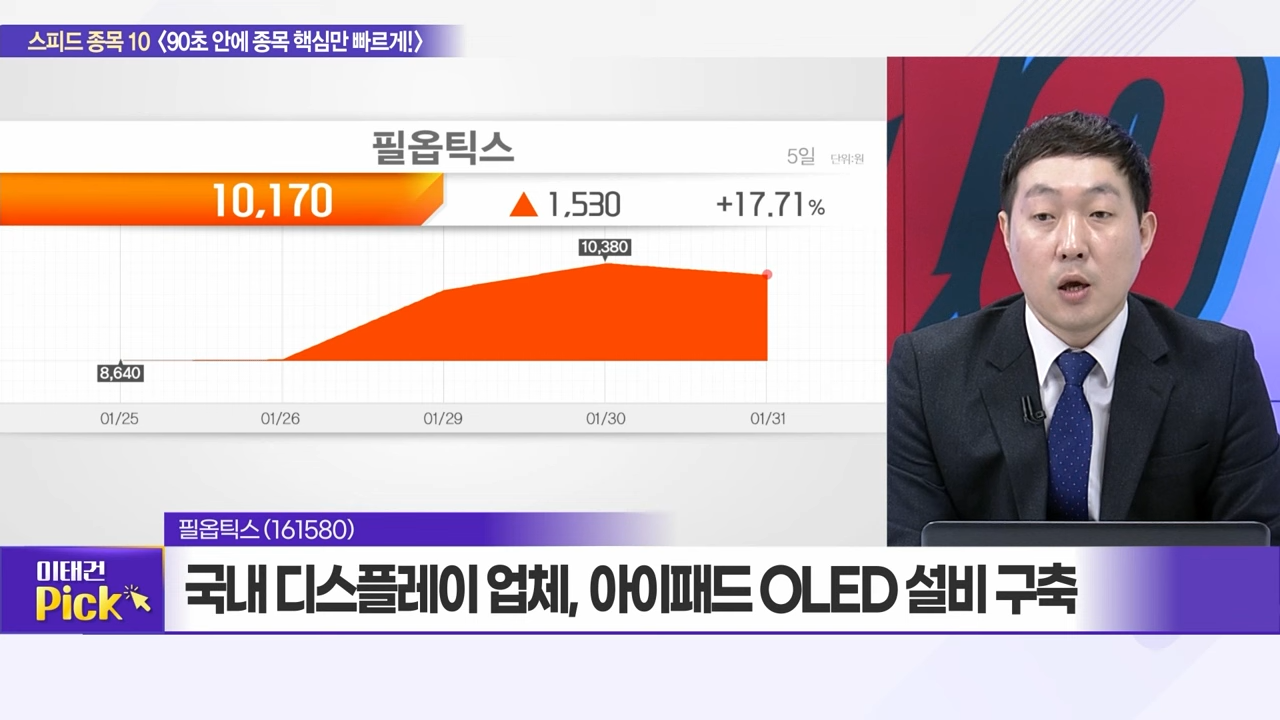 스피드 종목 10 〈90초 안에 종목 핵심만 빠르게!〉
필옵틱스
5일 단위:원
10,170 ▲ 1,530 +17.71%
10,380
8,640
01/25 01/26 01/29 01/30 01/31
필옵틱스 (161580)
이태건
Pick
국내 디스플레이 업체, 아이패드 OLED 설비 구축